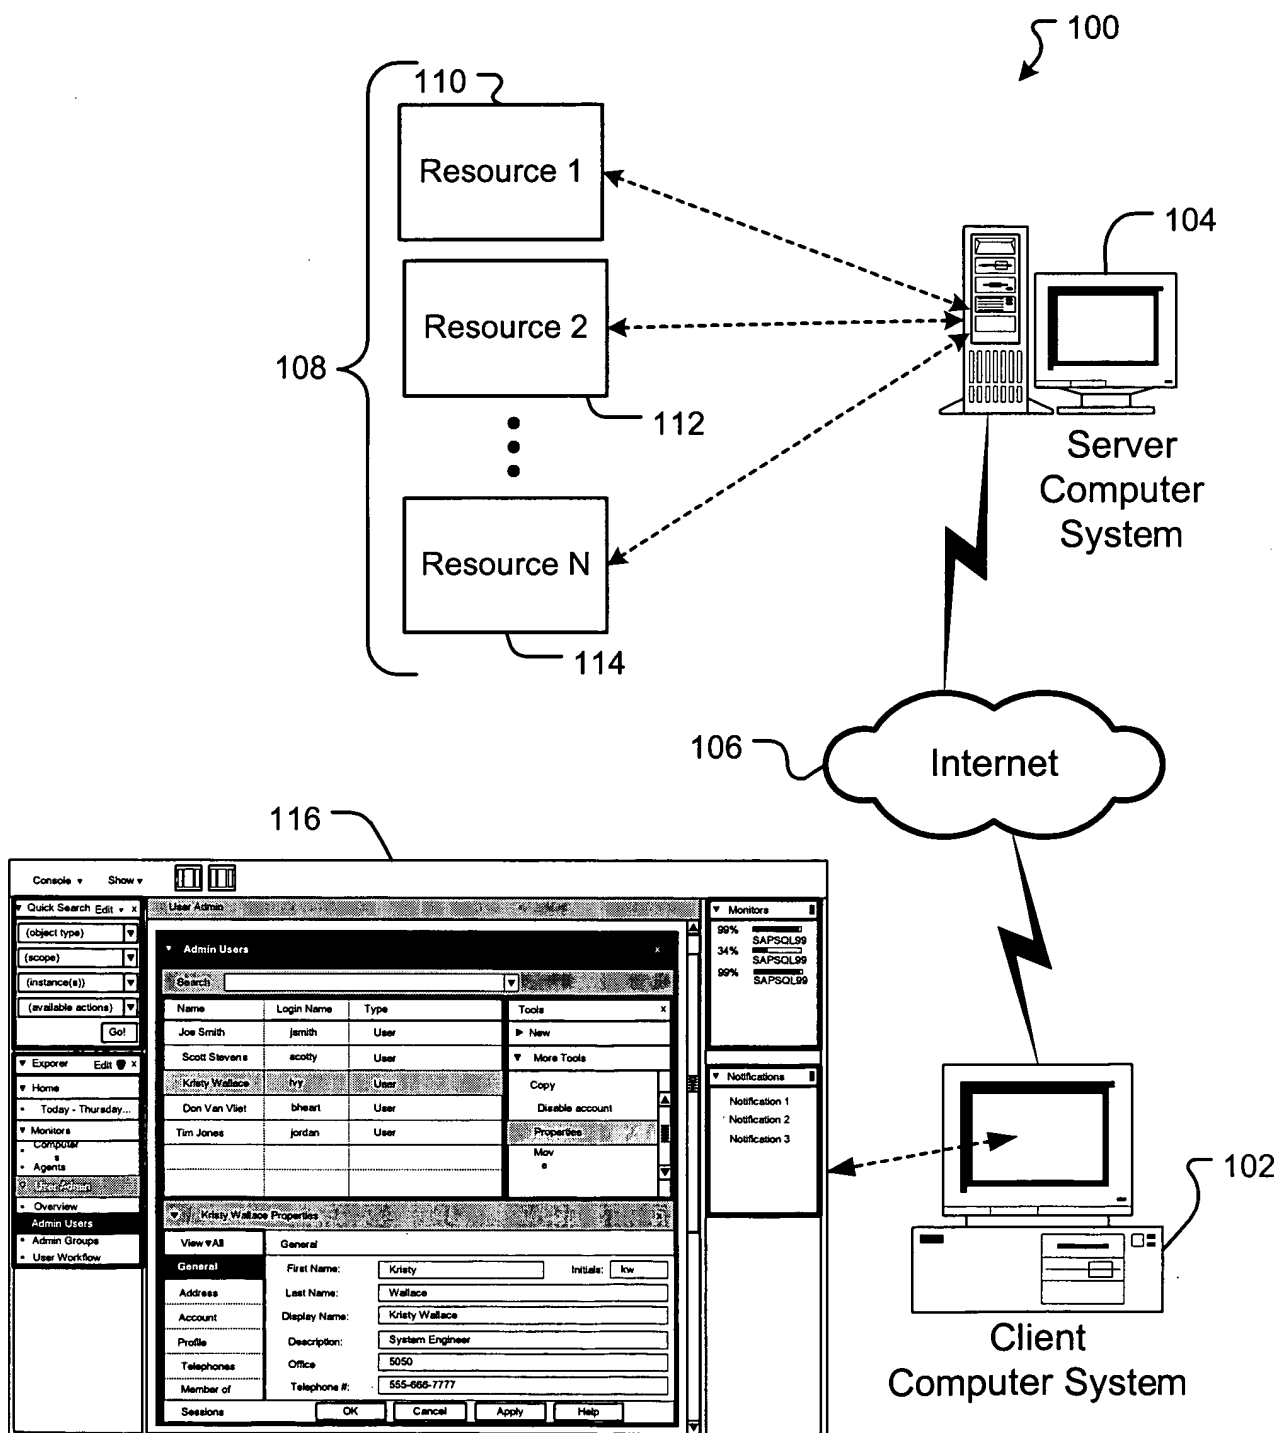 100
110
Resource 1
104
Resource 2
108
112
Server
Computer
System
Resource N
114
106
Internet
116
Console Show
Quick Search Edit x
(object type)
(scope)
(instance(s))
(available actions)
Go!
Exporer Edit x
Home
Today - Thursday...
Monitors
Computer
s
Agents
User Admin
Overview
Admin Users
Admin Groups
User Workflow
User Admin
Admin Users x
Search
Name Login Name Type
Joe Smith jsmith User
Scott Stevens scotty User
Kristy Wallace ivy User
Don Van Vliet bheart User
Tim Jones jordan User
Tools x
New
More Tools
Copy
Disable account
Properties
Mov
e
Kristy Wallace Properties
View All
General
Address
Account
Profile
Telephones
Member of
Sessions
General
First Name: Kristy Initials: kw
Last Name: Wallace
Display Name: Kristy Wallace
Description: System Engineer
Office 5050
Telephone #: 555-666-7777
OK Cancel Apply Help
Monitors
99%
SAPSQL99
34%
SAPSQL99
99%
SAPSQL99
Notifications
Notification 1
Notification 2
Notification 3
102
Client
Computer System